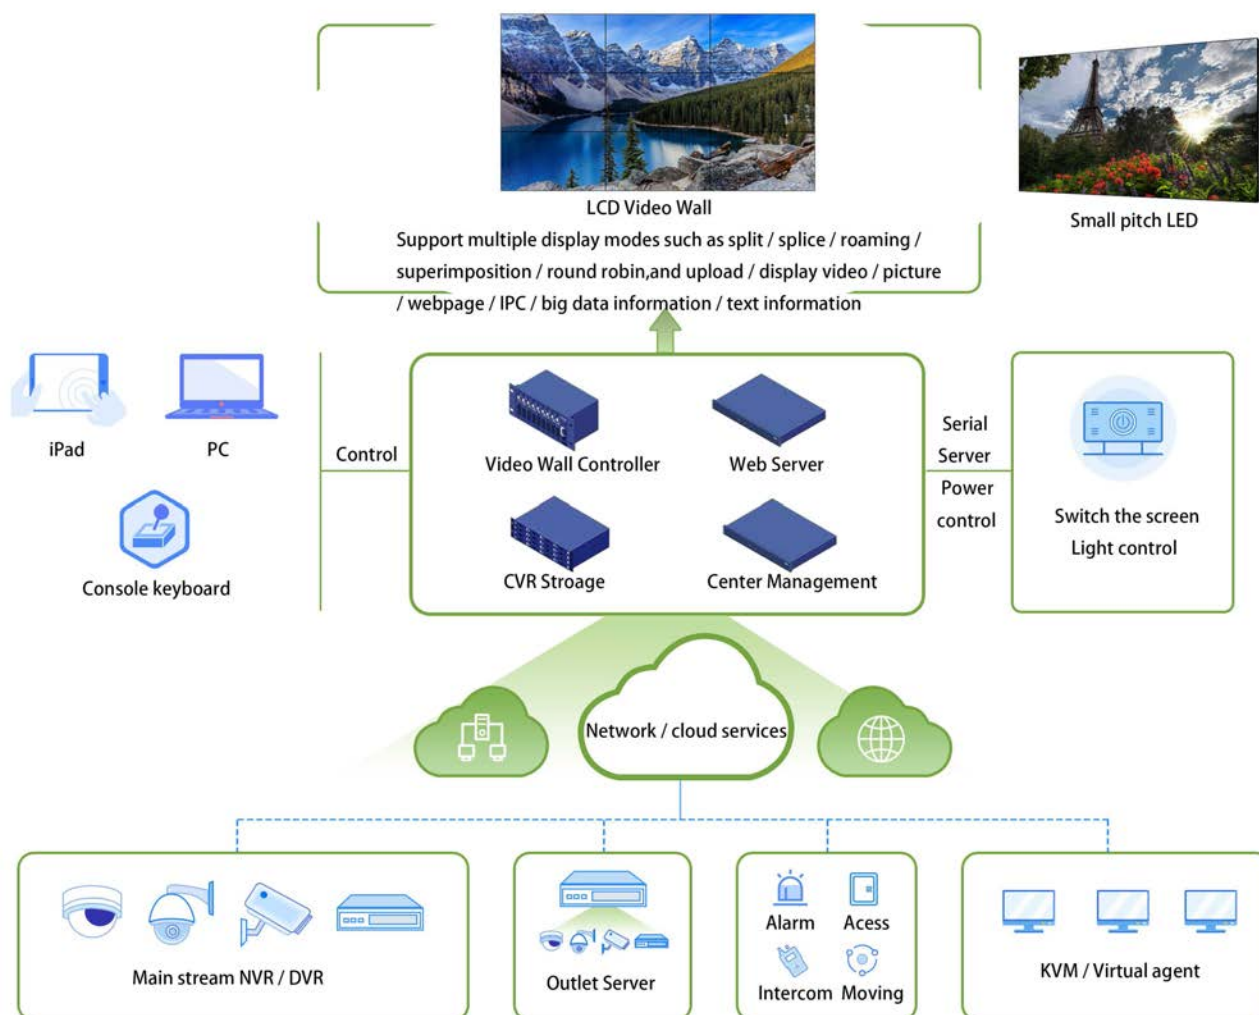 LCD Video Wall
Support multiple display modes such as split / splice / roaming /
superimposition / round robin,and upload / display video / picture
/ webpage / IPC / big data information / text information
Small pitch LED
iPad
PC
Console keyboard
Control
Video Wall Controller
Web Server
CVR Stroage
Center Management
Serial
Server
Power
control
Switch the screen
Light control
Network / cloud services
Main stream NVR / DVR
Outlet Server
Alarm
Acess
Intercom
Moving
KVM / Virtual agent